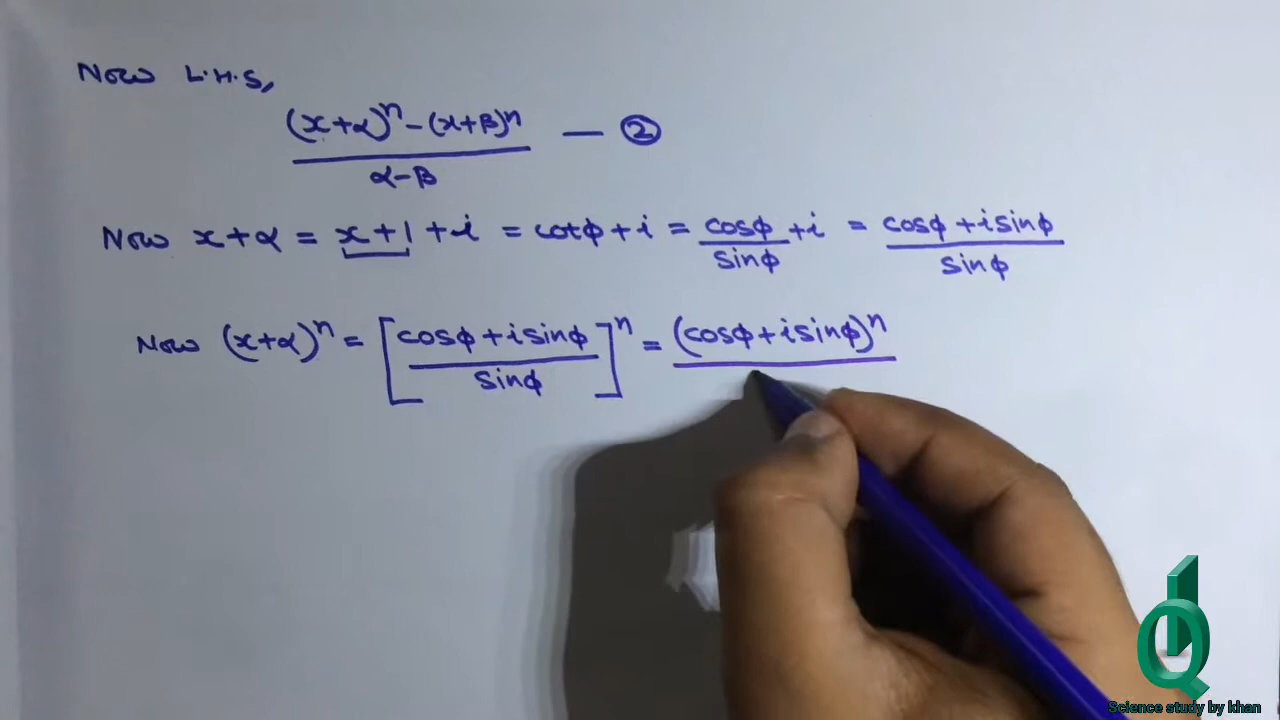 Now L.H.S,
(x+α)ⁿ-(x+β)ⁿ / α-β — ②
Now x+α = x+1 +i = cotφ+i = cosφ/sinφ +i = cosφ+isinφ/sinφ
Now (x+α)ⁿ = [cosφ+isinφ/sinφ]ⁿ = (cosφ+isinφ)ⁿ
Science study by khan